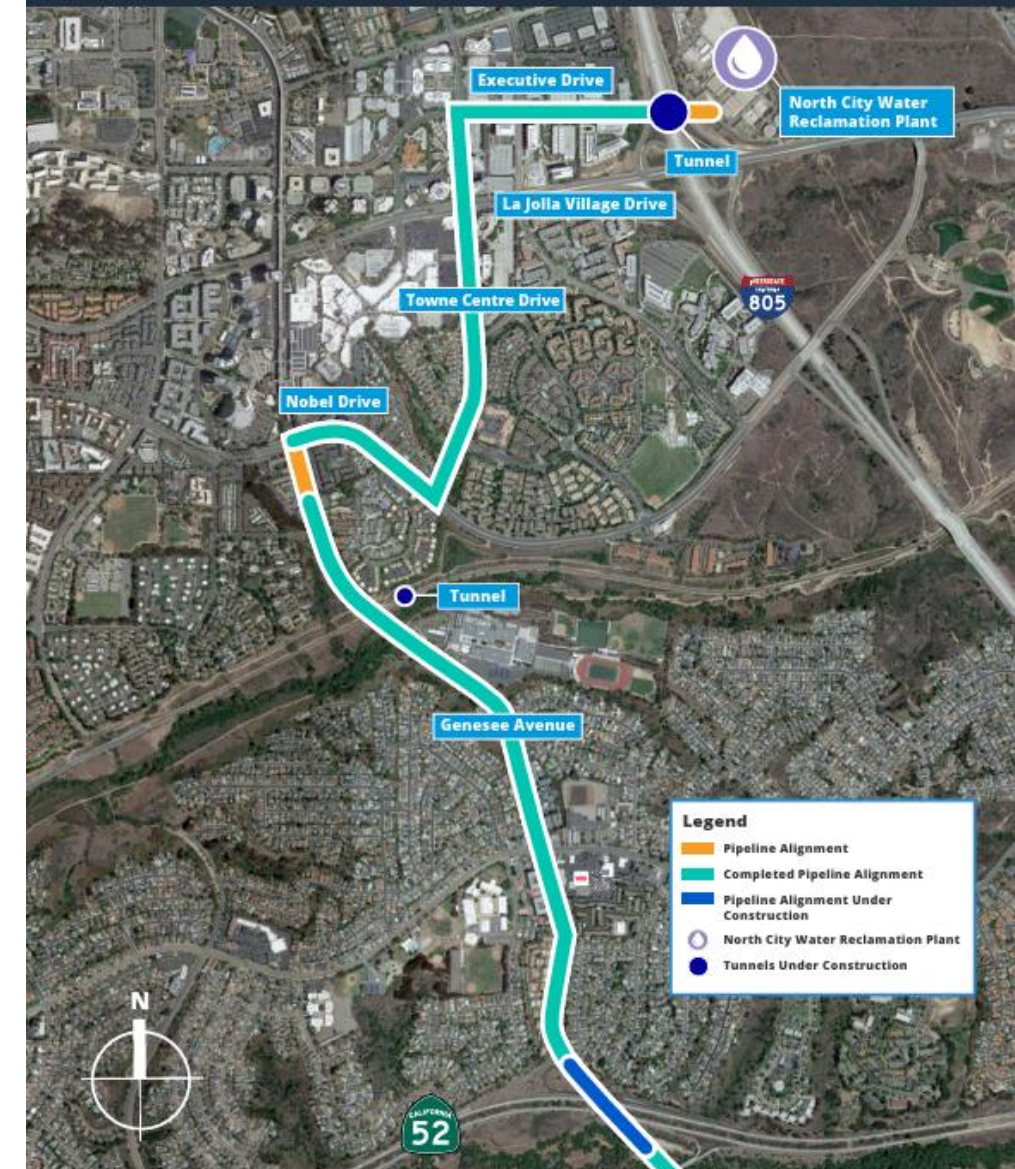 Executive Drive
North City Water
Reclamation Plant
Tunnel
La Jolla Village Drive
Towne Centre Drive
INTERSTATE
805
Nobel Drive
Tunnel
Genesee Avenue
Legend
Pipeline Alignment
Completed Pipeline Alignment
Pipeline Alignment Under
Construction
North City Water Reclamation Plant
Tunnels Under Construction
N
CALIFORNIA
52